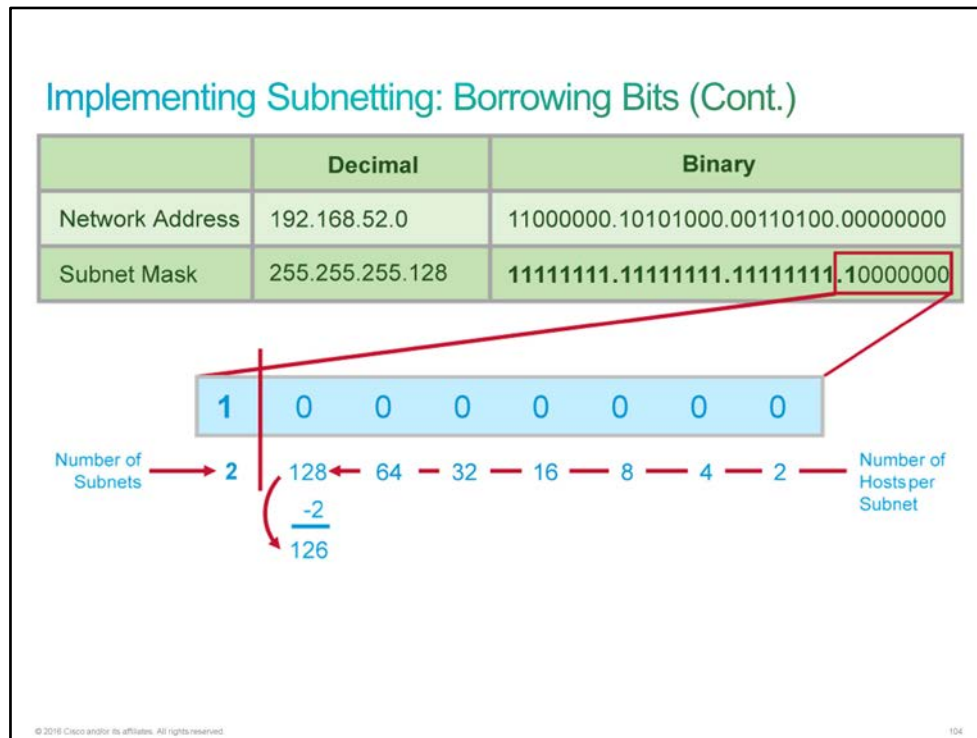 Implementing Subnetting: Borrowing Bits (Cont.)
Decimal Binary
Network Address 192.168.52.0 11000000.10101000.00110100.00000000
Subnet Mask 255.255.255.128 11111111.11111111.11111111.10000000
1 0 0 0 0 0 0 0
Number of Subnets 2 128 64 32 16 8 4 2 Number of Hosts per Subnet
-2
126
© 2016 Cisco and/or its affiliates. All rights reserved. 104